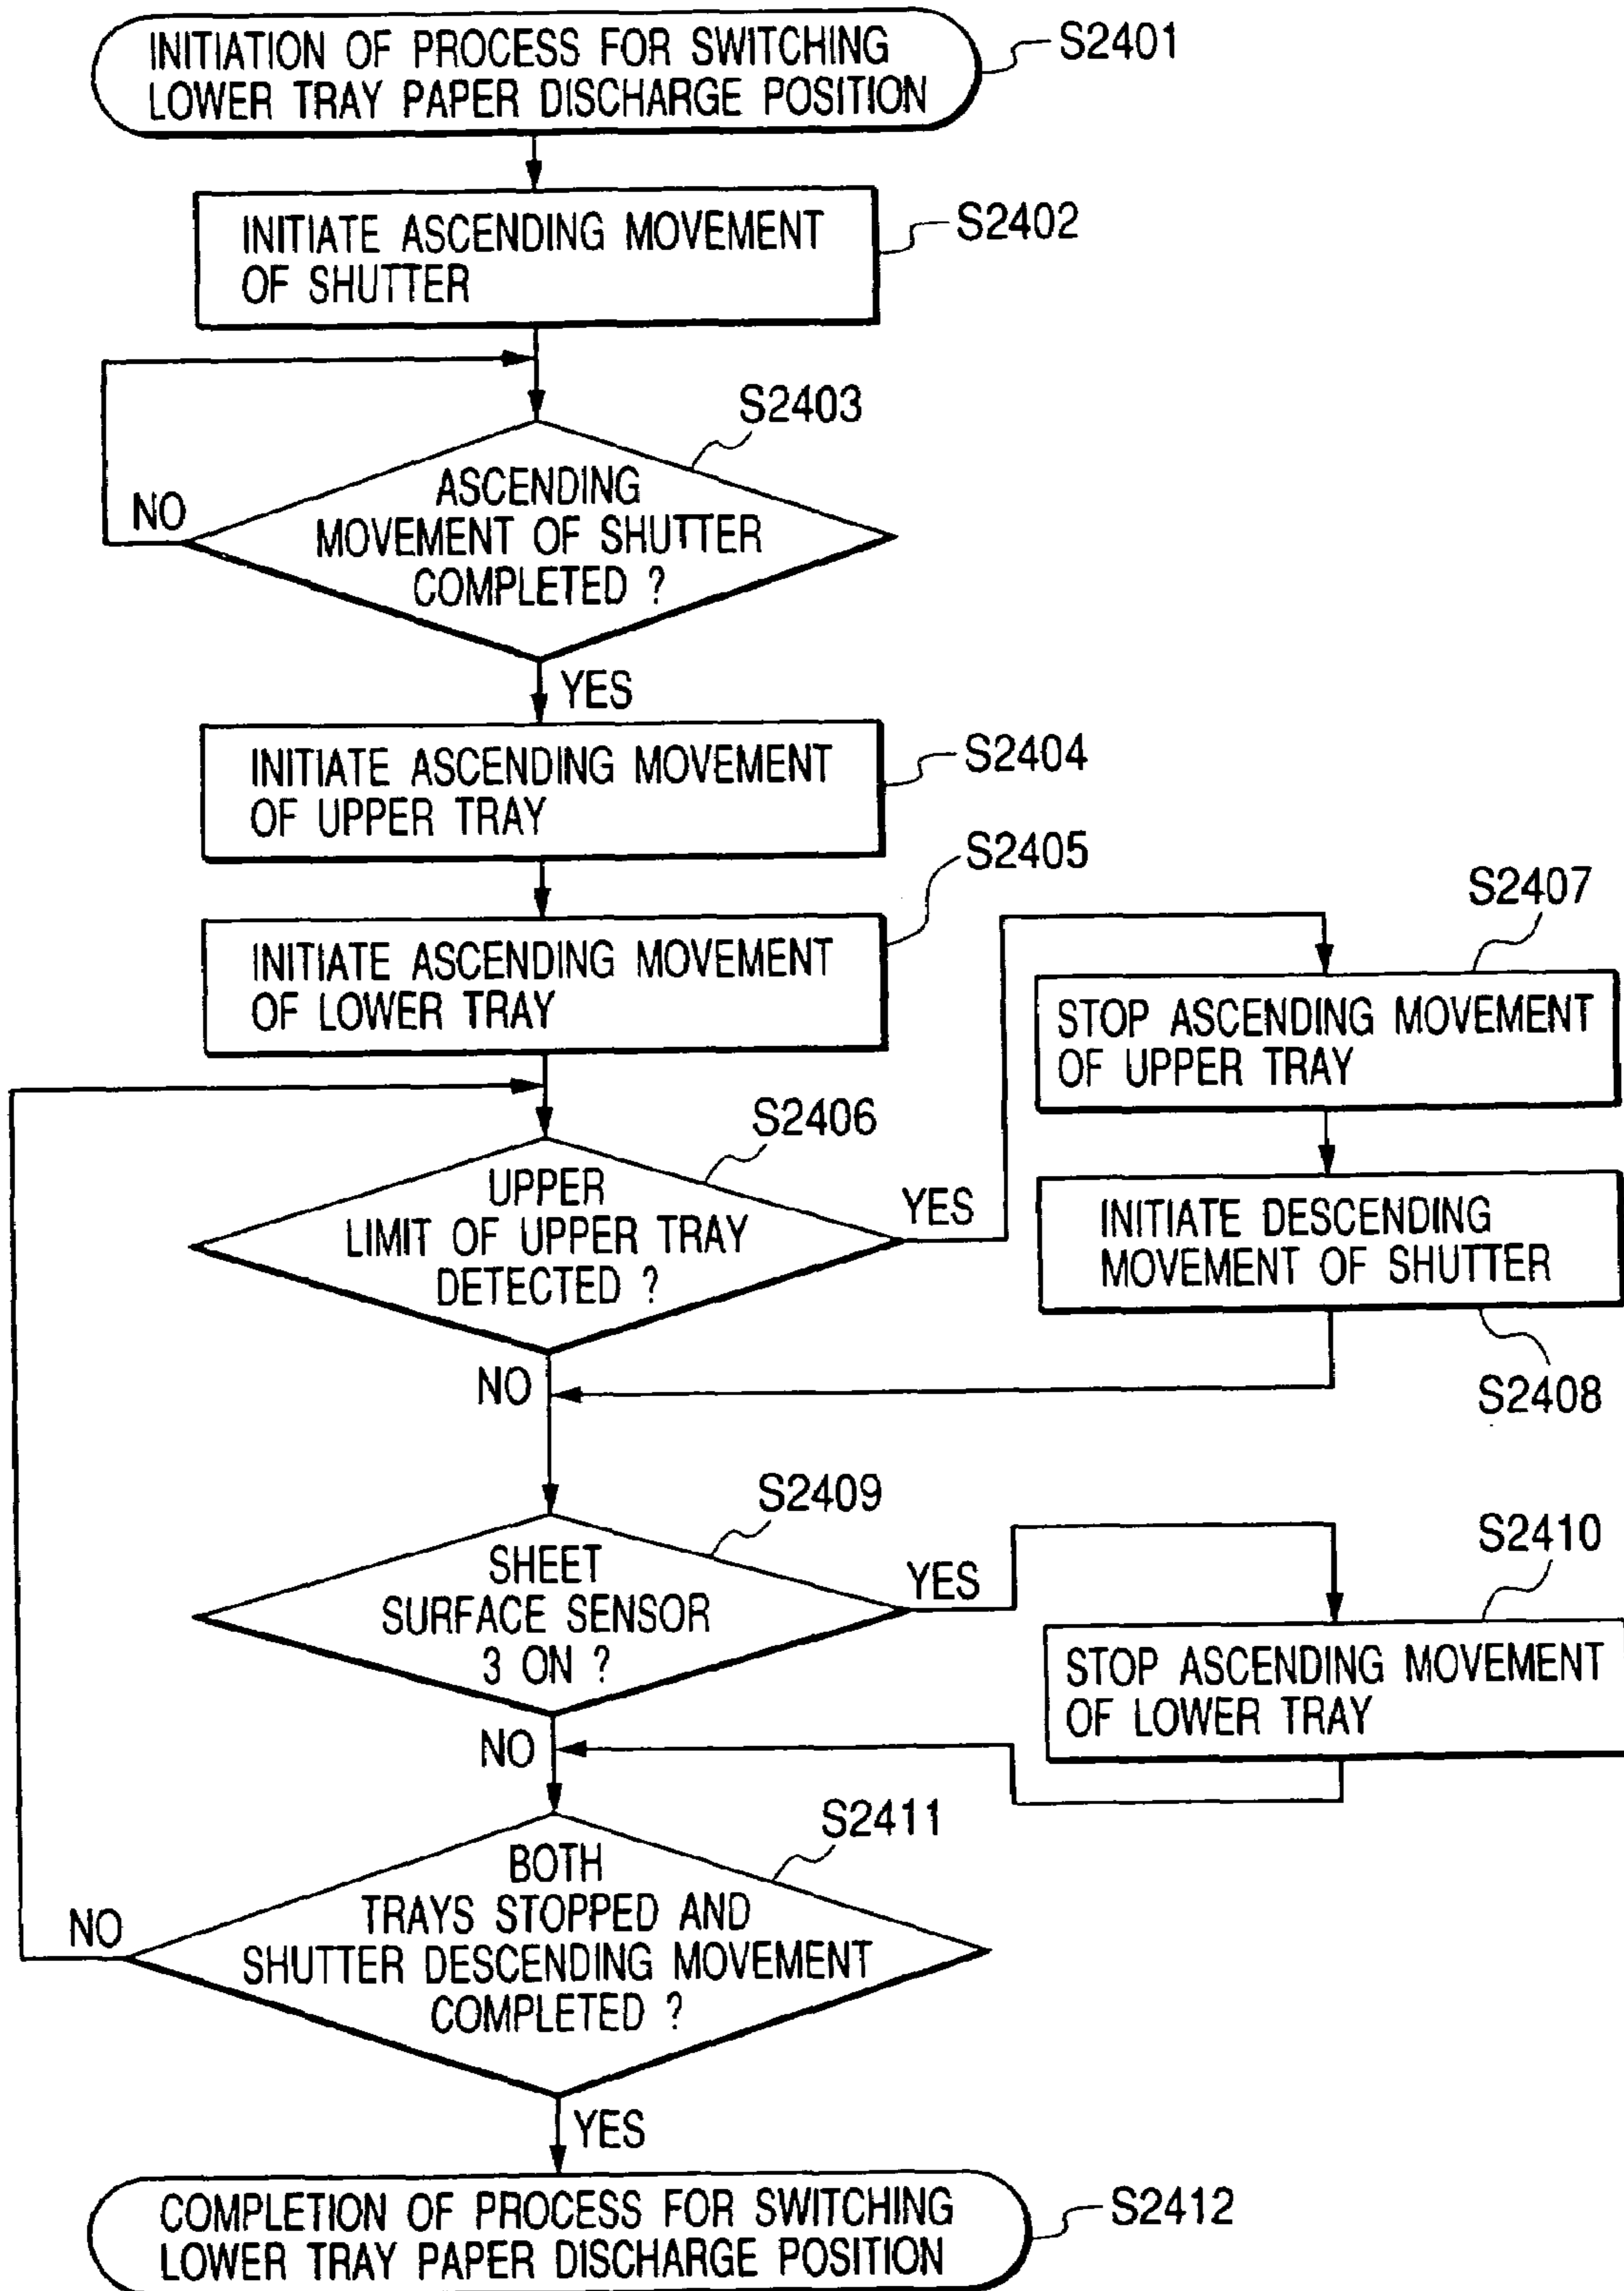 INITIATION OF PROCESS FOR SWITCHING
LOWER TRAY PAPER DISCHARGE POSITION
S2401
INITIATE ASCENDING MOVEMENT
OF SHUTTER
S2402
S2403
ASCENDING
MOVEMENT OF SHUTTER
COMPLETED ?
NO
YES
INITIATE ASCENDING MOVEMENT
OF UPPER TRAY
S2404
INITIATE ASCENDING MOVEMENT
OF LOWER TRAY
S2405
S2406
UPPER
LIMIT OF UPPER TRAY
DETECTED ?
YES
NO
S2407
STOP ASCENDING MOVEMENT
OF UPPER TRAY
INITIATE DESCENDING
MOVEMENT OF SHUTTER
S2408
S2409
SHEET
SURFACE SENSOR
3 ON ?
YES
NO
S2410
STOP ASCENDING MOVEMENT
OF LOWER TRAY
S2411
BOTH
TRAYS STOPPED AND
SHUTTER DESCENDING MOVEMENT
COMPLETED ?
NO
YES
COMPLETION OF PROCESS FOR SWITCHING
LOWER TRAY PAPER DISCHARGE POSITION
S2412